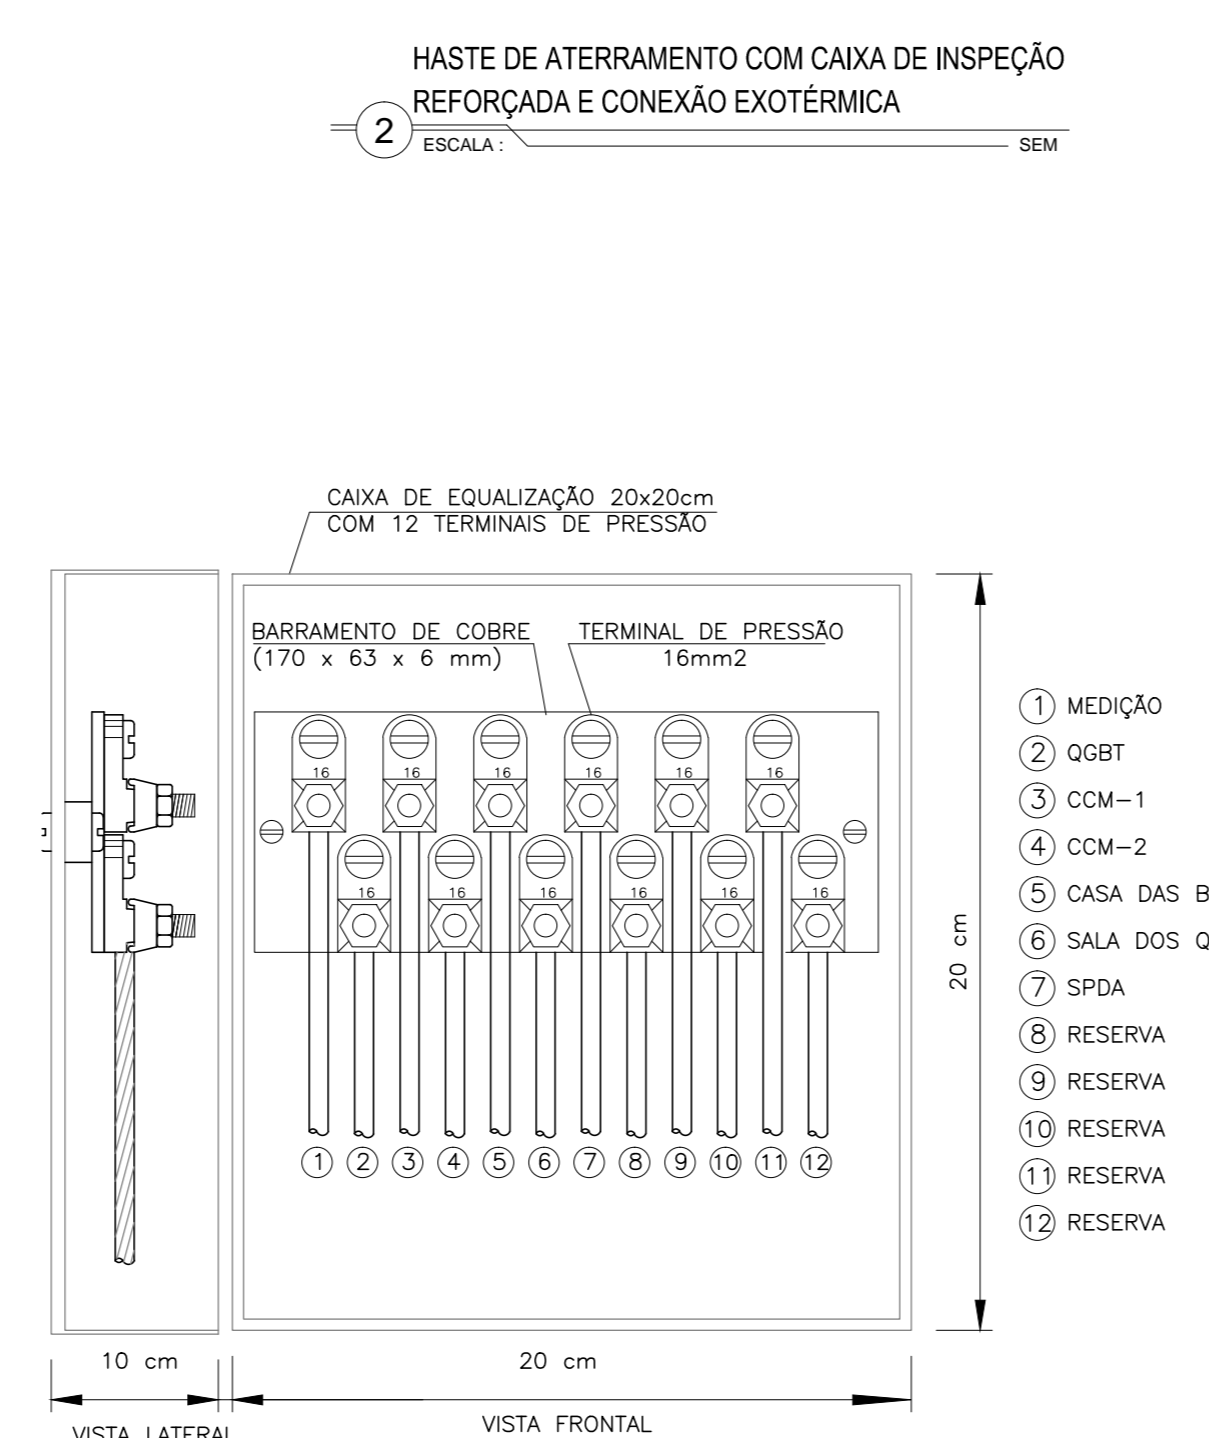 HASTE DE ATERRAMENTO COM CAIXA DE INSPEÇÃO
REFORÇADA E CONEXÃO EXOTÉRMICA
2
ESCALA : SEM
CAIXA DE EQUALIZAÇÃO 20x20cm
COM 12 TERMINAIS DE PRESSÃO
BARRAMENTO DE COBRE
(170 x 63 x 6 mm)
TERMINAL DE PRESSÃO
16mm2
16 16 16 16 16 16
16 16 16 16 16 16
1 2 3 4 5 6 7 8 9 10 11 12
20 cm
1 MEDIÇÃO
2 QGBT
3 CCM-1
4 CCM-2
5 CASA DAS B
6 SALA DOS Q
7 SPDA
8 RESERVA
9 RESERVA
10 RESERVA
11 RESERVA
12 RESERVA
10 cm
20 cm
VISTA LATERAL
VISTA FRONTAL